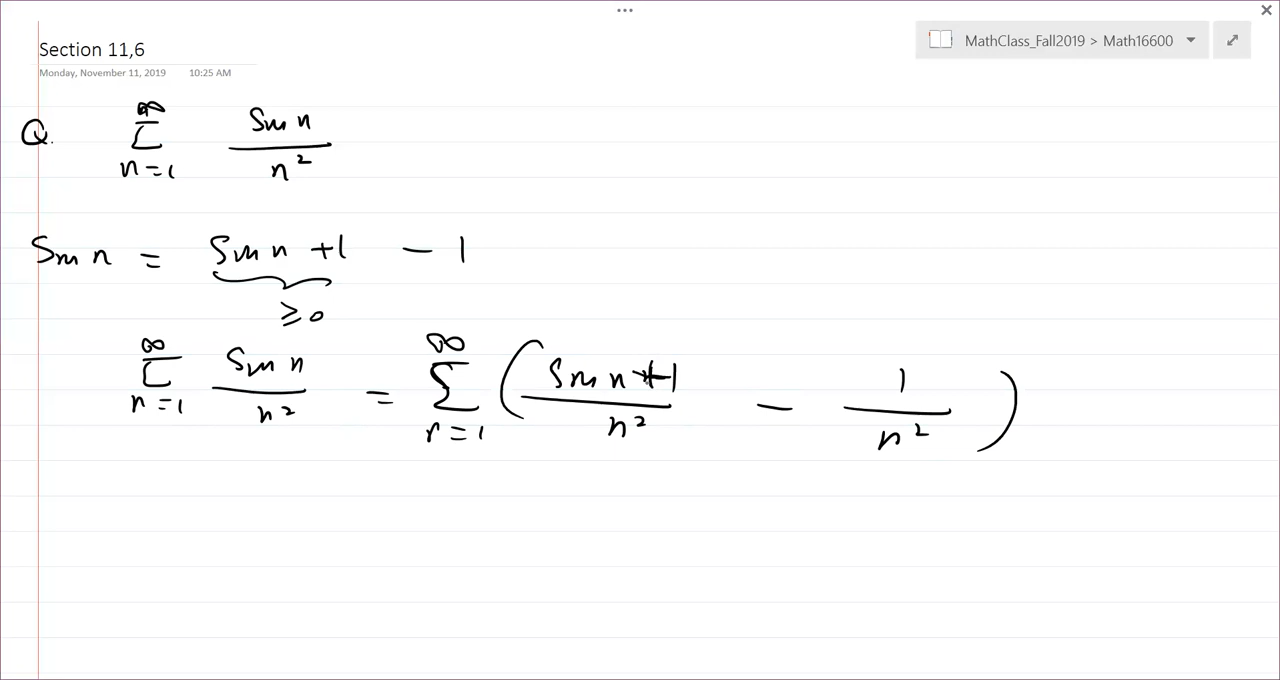 MathClass_Fall2019 > Math16600
Section 11,6
Monday, November 11, 2019 10:25 AM
Q. ∑_{n=1}^{∞} sin n / n²
sin n = sin n + 1 − 1
≥ 0
∑_{n=1}^{∞} sin n / n² = ∑_{n=1}^{∞} ( (sin n + 1) / n² − 1 / n² )